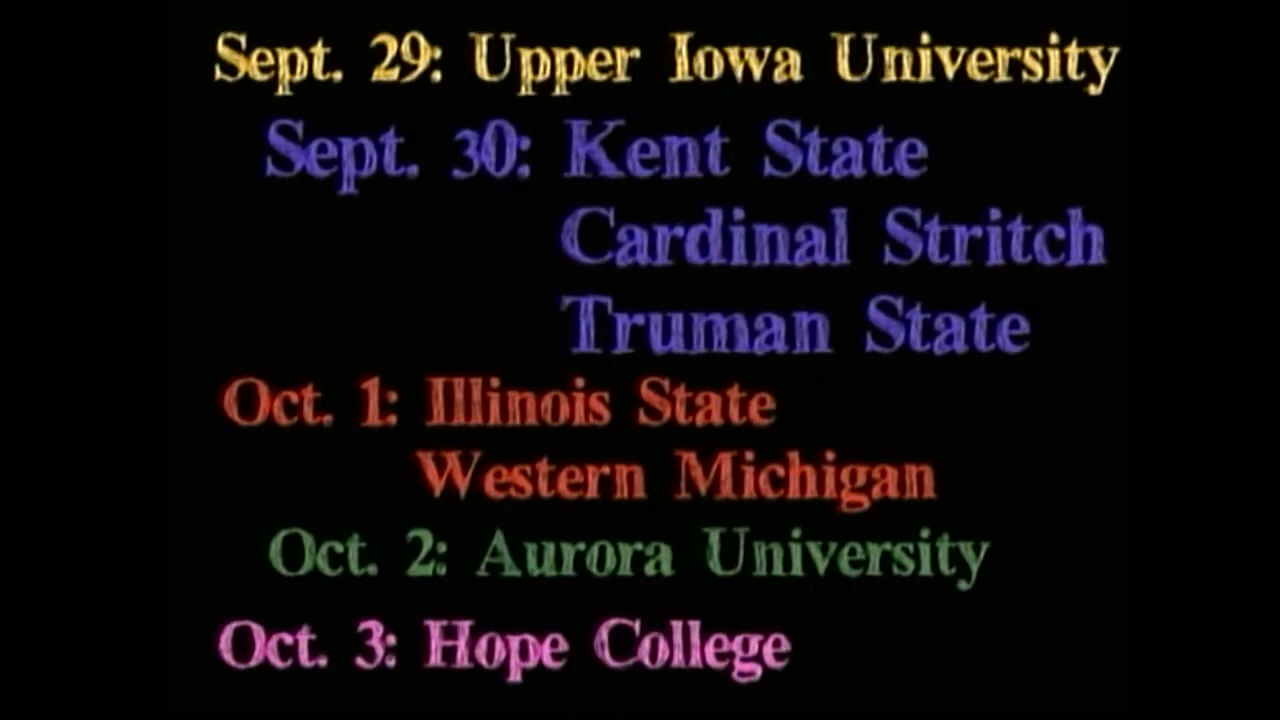 Sept. 29: Upper Iowa University
Sept. 30: Kent State
Cardinal Stritch
Truman State
Oct. 1: Illinois State
Western Michigan
Oct. 2: Aurora University
Oct. 3: Hope College